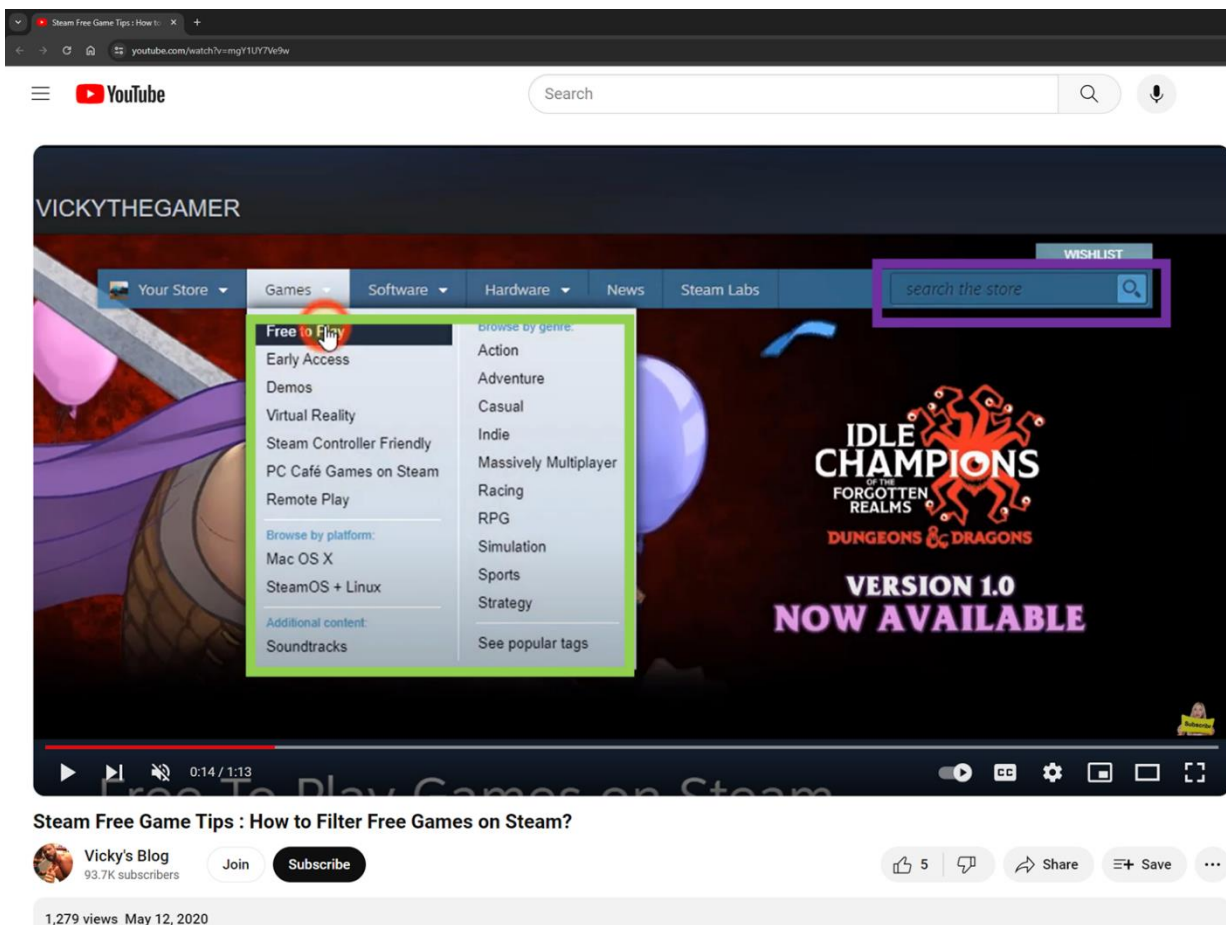 Steam Free Game Tips : How to
youtube.com/watch?v=mgY1UY7Ve9w
YouTube
Search
VICKYTHEGAMER
WISHLIST
Your Store
Games
Software
Hardware
News
Steam Labs
search the store
Free to Play
Early Access
Demos
Virtual Reality
Steam Controller Friendly
PC Café Games on Steam
Remote Play
Browse by platform:
Mac OS X
SteamOS + Linux
Additional content:
Soundtracks
Browse by genre:
Action
Adventure
Casual
Indie
Massively Multiplayer
Racing
RPG
Simulation
Sports
Strategy
See popular tags
IDLE
CHAMPIONS
OF THE
FORGOTTEN
REALMS
DUNGEONS & DRAGONS
VERSION 1.0
NOW AVAILABLE
Subscribe
0:14 / 1:13
CC
Free To Play Games on Steam
Steam Free Game Tips : How to Filter Free Games on Steam?
Vicky's Blog
93.7K subscribers
Join
Subscribe
5
Share
Save
1,279 views May 12, 2020